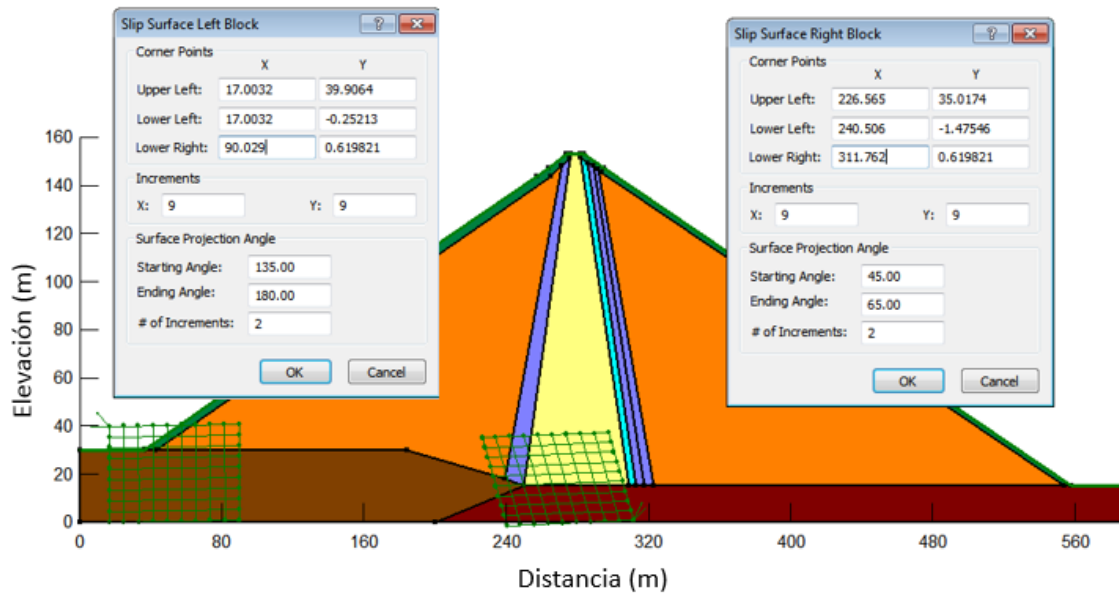 Slip Surface Left Block
Corner Points
X Y
Upper Left: 17.0032 39.9064
Lower Left: 17.0032 -0.25213
Lower Right: 90.029 0.619821
Increments
X: 9 Y: 9
Surface Projection Angle
Starting Angle: 135.00
Ending Angle: 180.00
# of Increments: 2
OK Cancel
Slip Surface Right Block
Corner Points
X Y
Upper Left: 226.565 35.0174
Lower Left: 240.506 -1.47546
Lower Right: 311.762 0.619821
Increments
X: 9 Y: 9
Surface Projection Angle
Starting Angle: 45.00
Ending Angle: 65.00
# of Increments: 2
OK Cancel
Elevación (m)
160
140
120
100
80
60
40
20
0
0 80 160 240 320 400 480 560
Distancia (m)